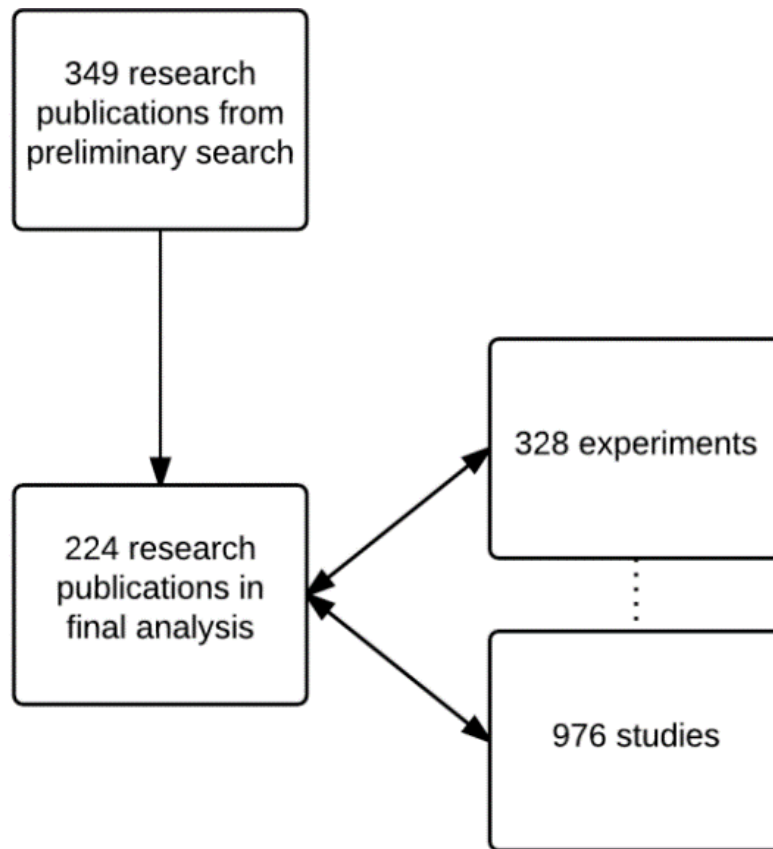 349 research
publications from
preliminary search
328 experiments
224 research
publications in
final analysis
976 studies